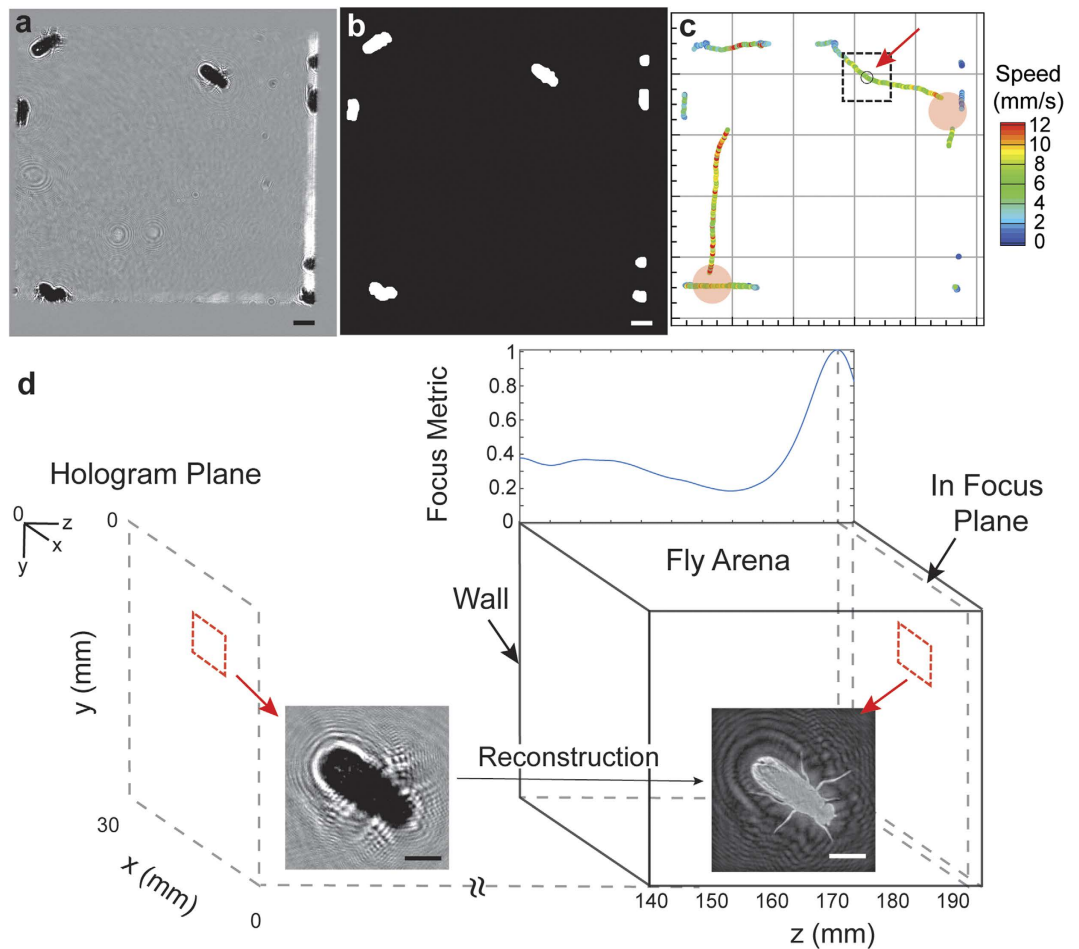 a
b
c
Speed
(mm/s)
12
10
8
6
4
2
0
d
Hologram Plane
0
z
x
y
0
y (mm)
30
x (mm)
0
Focus Metric
1
0.8
0.6
0.4
0.2
0
In Focus
Plane
Fly Arena
Wall
Reconstruction
140 150 160 170 180 190
z (mm)